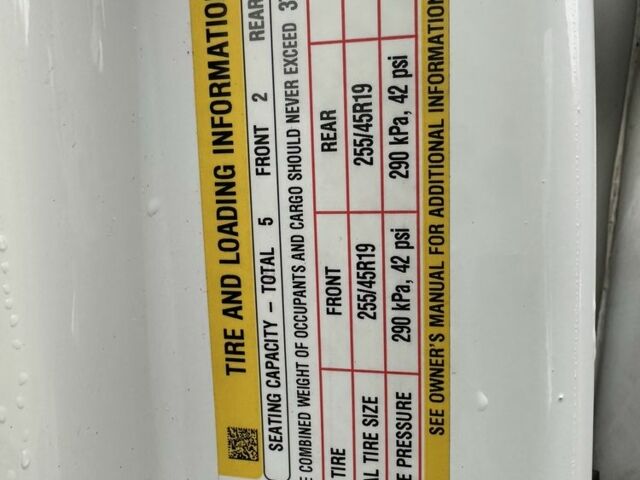 TIRE AND LOADING INFORMATION
SEATING CAPACITY – TOTAL 5 FRONT 2 REAR
COMBINED WEIGHT OF OCCUPANTS AND CARGO SHOULD NEVER EXCEED
TIRE FRONT REAR
TIRE SIZE 255/45R19 255/45R19
PRESSURE 290 kPa, 42 psi 290 kPa, 42 psi
SEE OWNER'S MANUAL FOR ADDITIONAL INFORMATION